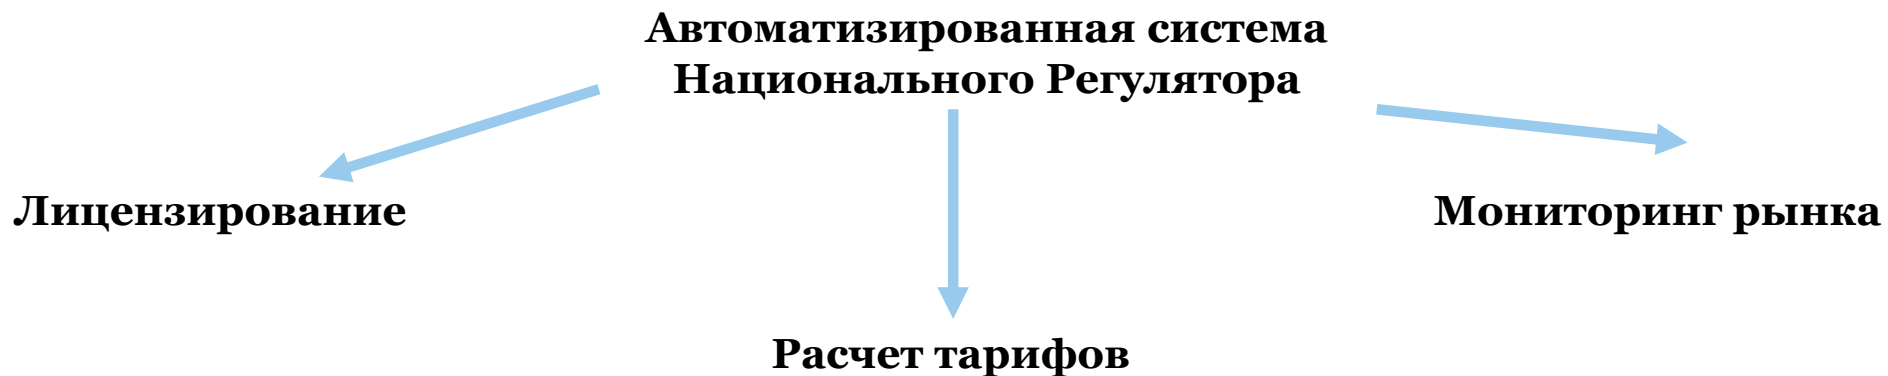 Автоматизированная система
Национального Регулятора
Лицензирование
Мониторинг рынка
Расчет тарифов